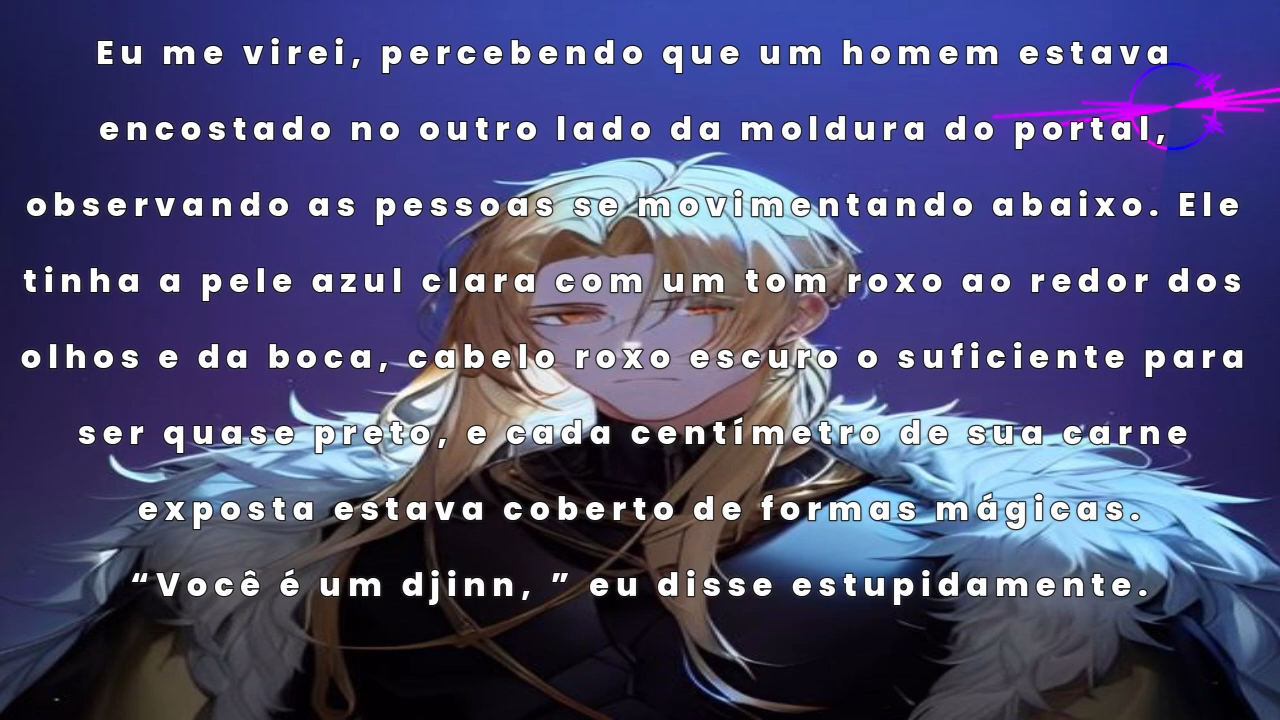 Eu me virei, percebendo que um homem estava
encostado no outro lado da moldura do portal,
observando as pessoas se movimentando abaixo. Ele
tinha a pele azul clara com um tom roxo ao redor dos
olhos e da boca, cabelo roxo escuro o suficiente para
ser quase preto, e cada centímetro de sua carne
exposta estava coberto de formas mágicas.
“Você é um djinn, ” eu disse estupidamente.